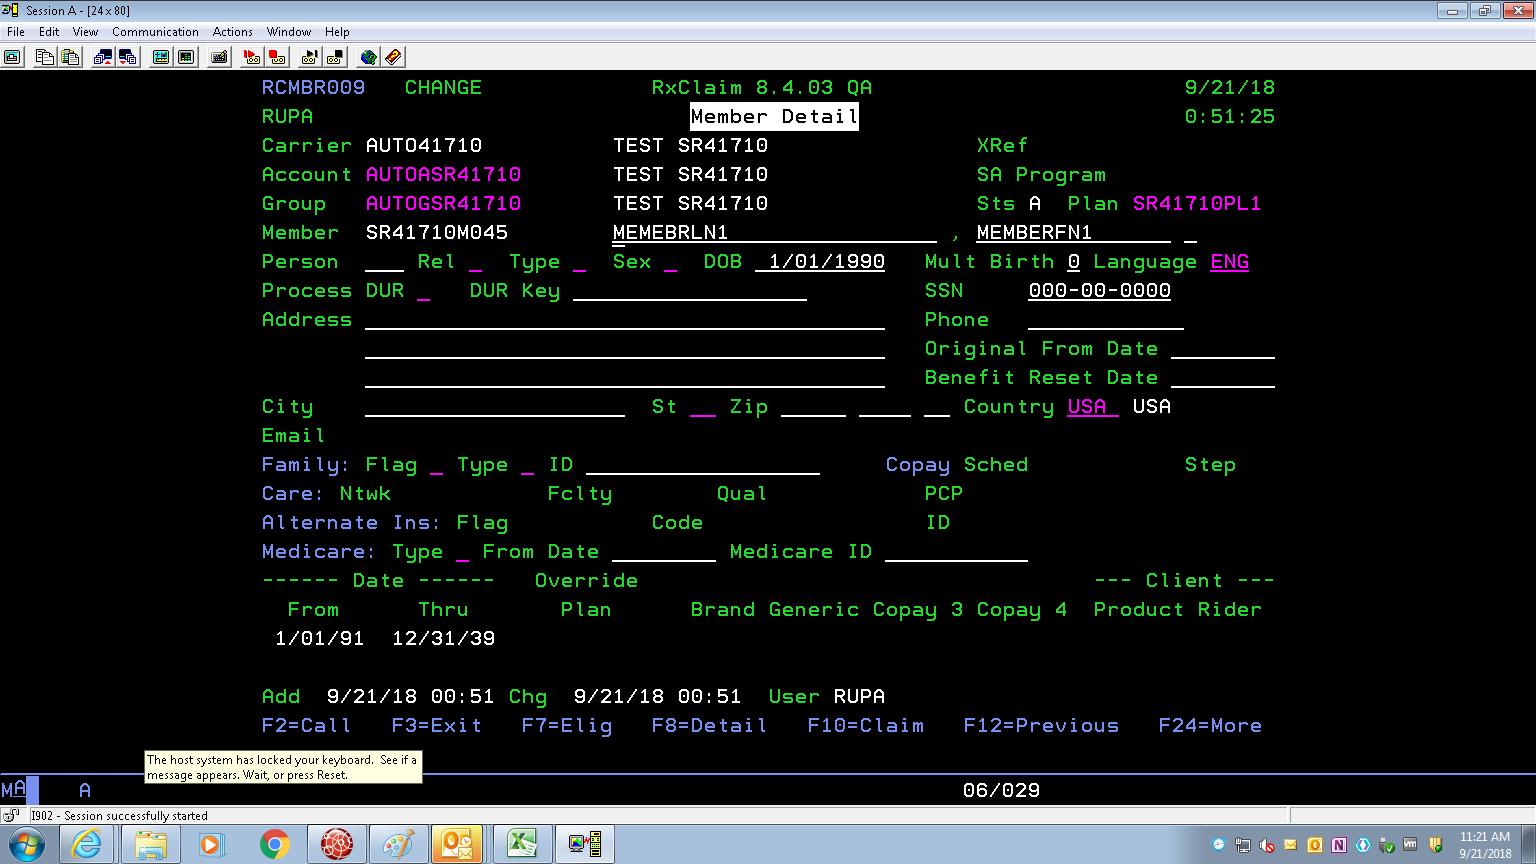 Session A - [24 x 80]
File Edit View Communication Actions Window Help
RCMBR009 CHANGE RxClaim 8.4.03 QA 9/21/18
RUPA Member Detail 0:51:25
Carrier AUTO41710 TEST SR41710 XRef
Account AUTOASR41710 TEST SR41710 SA Program
Group AUTOGSR41710 TEST SR41710 Sts A Plan SR41710PL1
Member SR41710M045 MEMEBRLN1 , MEMBERFN1
Person Rel Type Sex DOB 1/01/1990 Mult Birth 0 Language ENG
Process DUR DUR Key SSN 000-00-0000
Address Phone
Original From Date
Benefit Reset Date
City St Zip Country USA USA
Email
Family: Flag Type ID Copay Sched Step
Care: Ntwk Fclty Qual PCP
Alternate Ins: Flag Code ID
Medicare: Type From Date Medicare ID
------ Date ------ Override --- Client ---
From Thru Plan Brand Generic Copay 3 Copay 4 Product Rider
1/01/91 12/31/39
Add 9/21/18 00:51 Chg 9/21/18 00:51 User RUPA
F2=Call F3=Exit F7=Elig F8=Detail F10=Claim F12=Previous F24=More
The host system has locked your keyboard. See if a
message appears. Wait, or press Reset.
MA A 06/029
I902 - Session successfully started
11:21 AM
9/21/2018